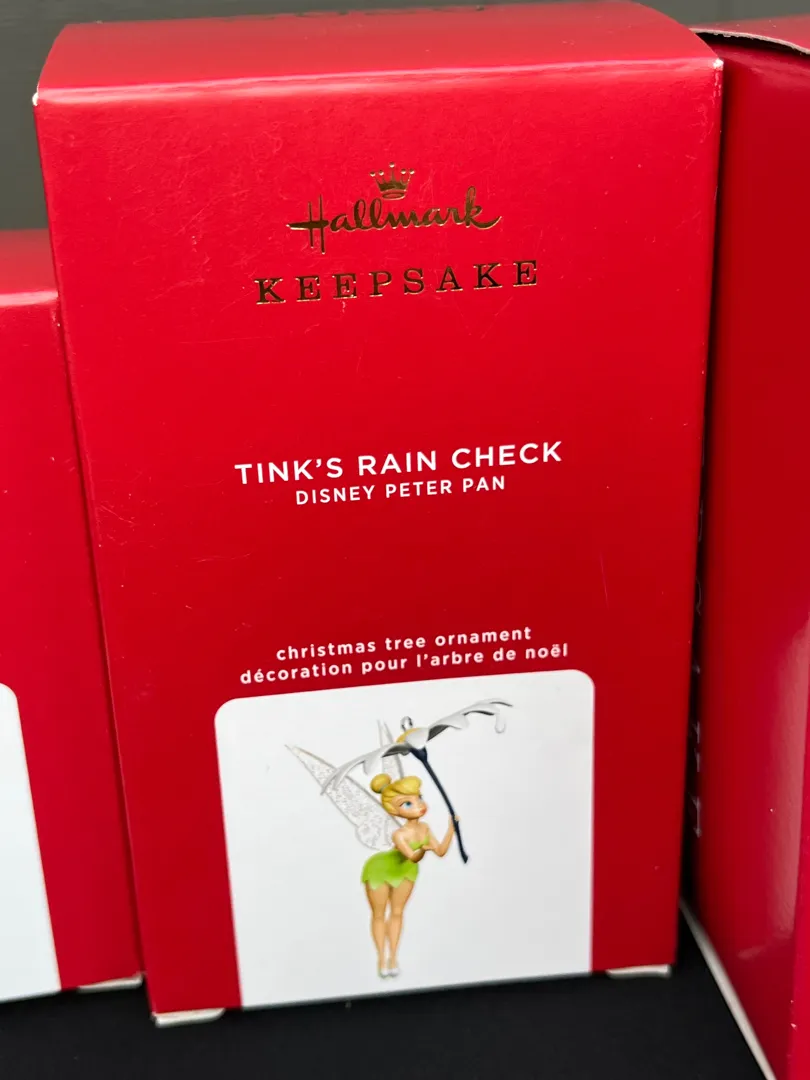 Hallmark
KEEPSAKE
TINK'S RAIN CHECK
DISNEY PETER PAN
christmas tree ornament
décoration pour l'arbre de noël